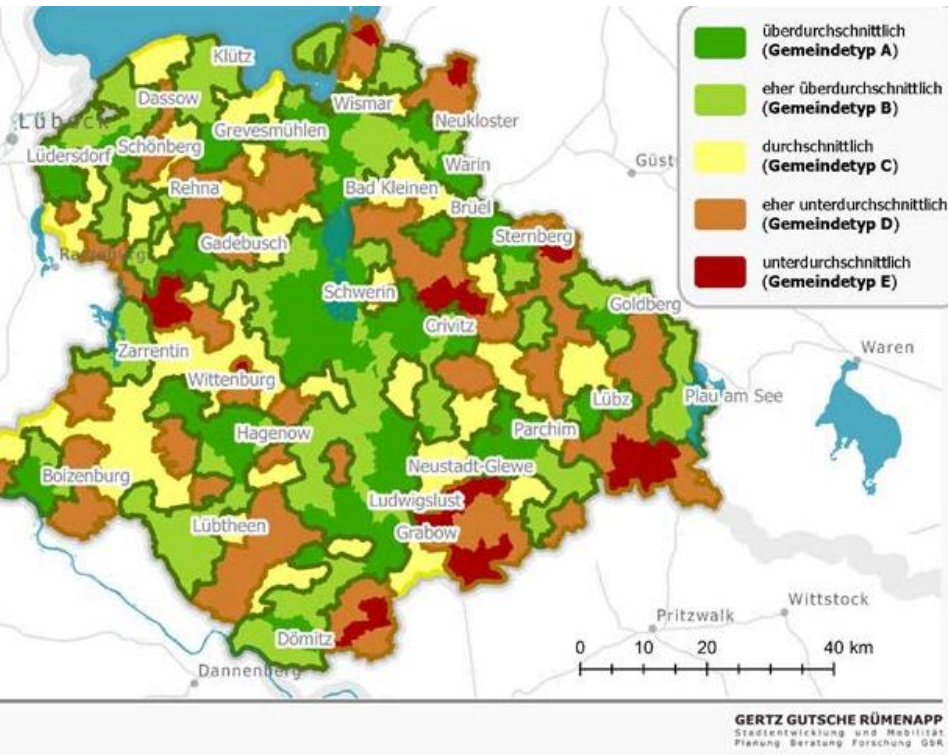 überdurchschnittlich
(Gemeindetyp A)
eher überdurchschnittlich
(Gemeindetyp B)
durchschnittlich
(Gemeindetyp C)
eher unterdurchschnittlich
(Gemeindetyp D)
unterdurchschnittlich
(Gemeindetyp E)
Klütz
Dassow
Wismar
Lübeck
Grevesmühlen
Neukloster
Schönberg
Lüdersdorf
Warin
Güst
Rehna
Bad Kleinen
Brüel
Gadebusch
Sternberg
Schwerin
Goldberg
Crivitz
Zarrentin
Waren
Wittenburg
Plau am See
Lübz
Hagenow
Parchim
Neustadt-Glewe
Boizenburg
Ludwigslust
Lübtheen
Grabow
Wittstock
Pritzwalk
Dömitz
0 10 20 40 km
Dannenberg
GERTZ GUTSCHE RÜMENAPP
Stadtentwicklung und Mobilität
Planung Beratung Forschung GbR